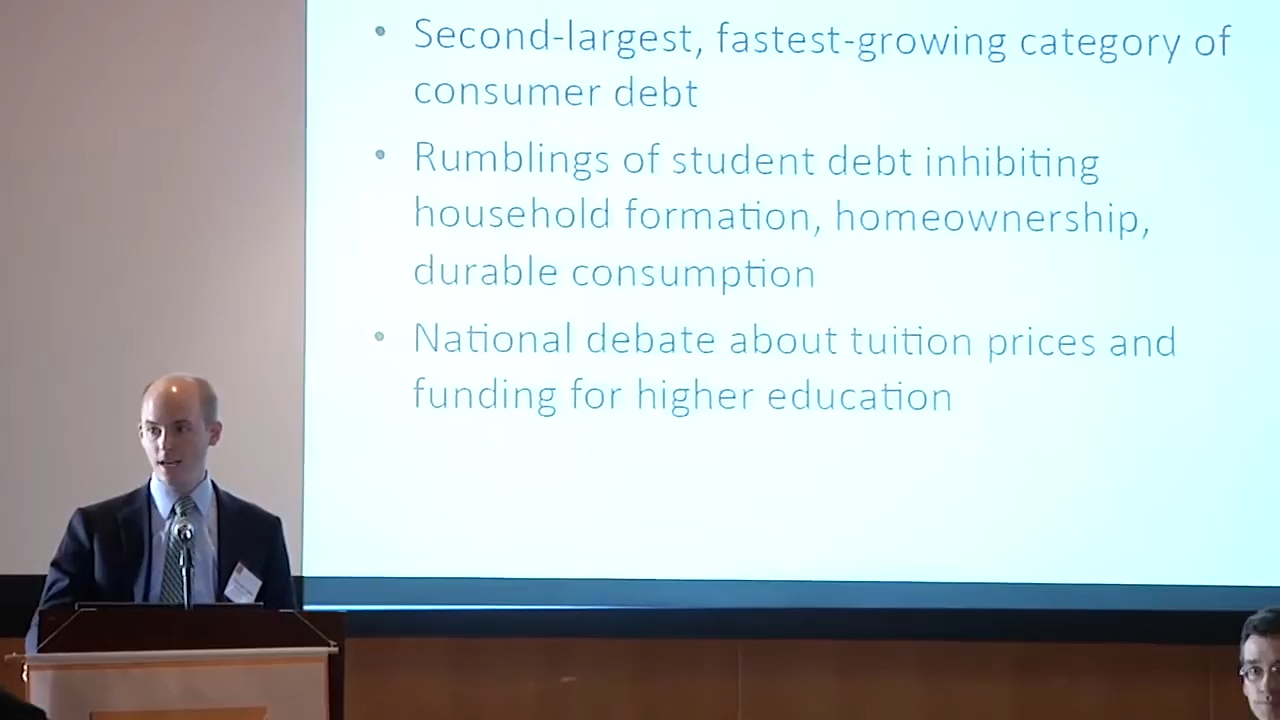 • Second-largest, fastest-growing category of
consumer debt
• Rumblings of student debt inhibiting
household formation, homeownership,
durable consumption
• National debate about tuition prices and
funding for higher education